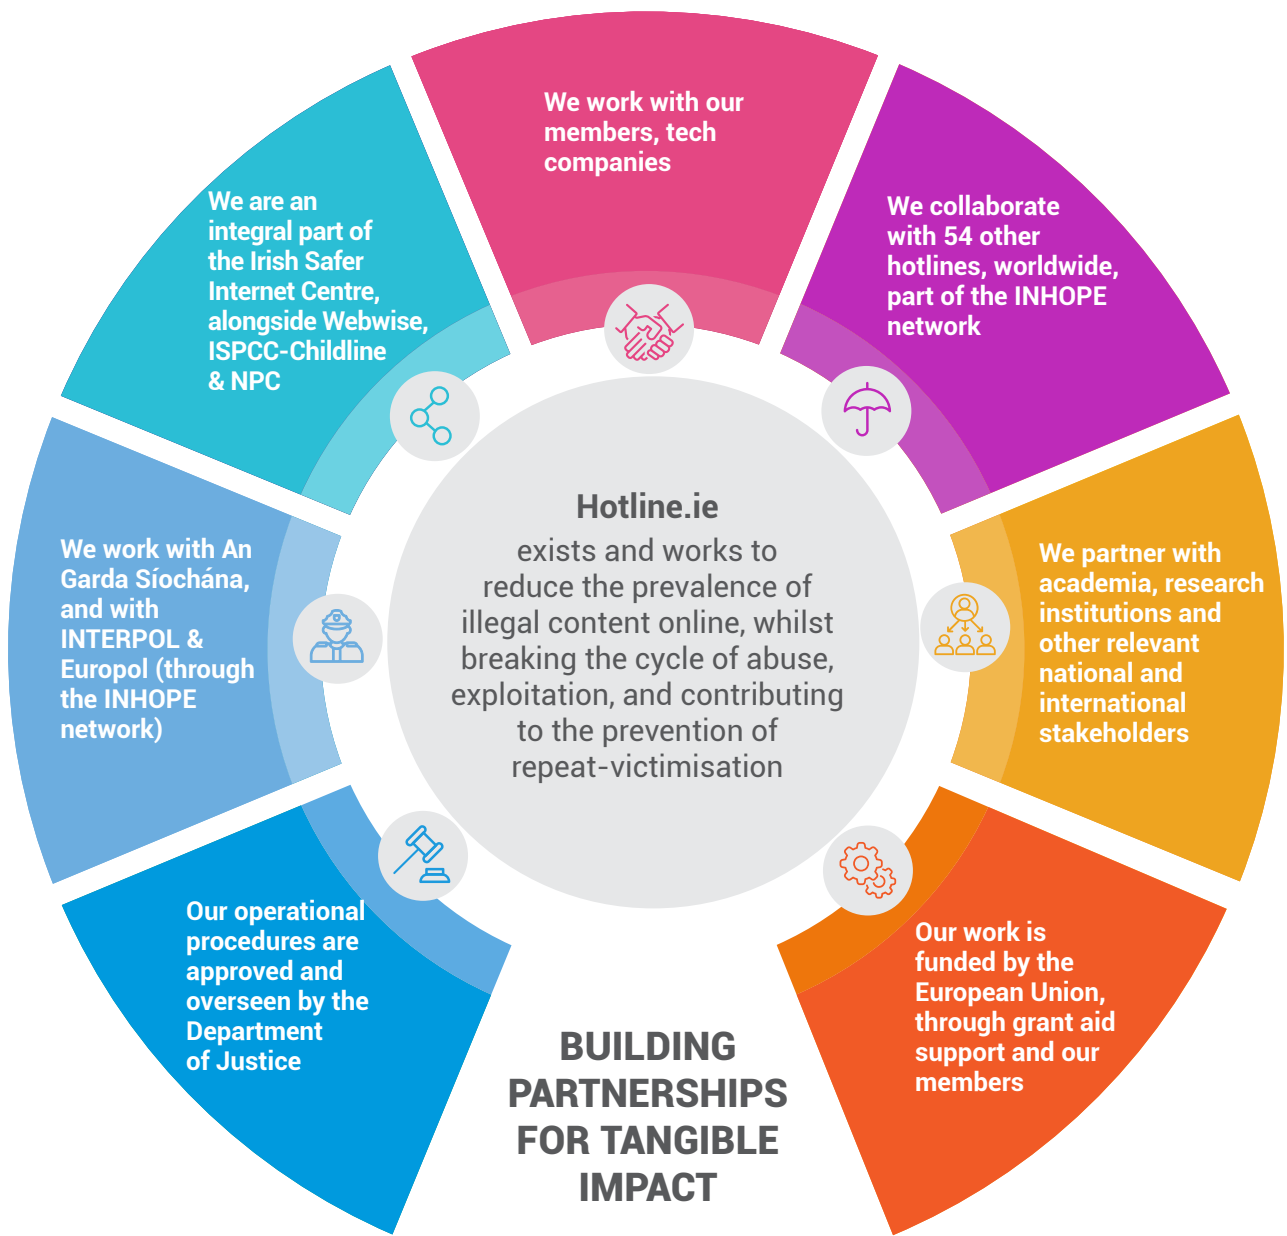 We work with our
members, tech
companies
We collaborate
with 54 other
hotlines, worldwide,
part of the INHOPE
network
We partner with
academia, research
institutions and
other relevant
national and
international
stakeholders
Our work is
funded by the
European Union,
through grant aid
support and our
members
We are an
integral part of
the Irish Safer
Internet Centre,
alongside Webwise,
ISPCC-Childline
& NPC
We work with An
Garda Síochána,
and with
INTERPOL &
Europol (through
the INHOPE
network)
Our operational
procedures are
approved and
overseen by the
Department
of Justice
Hotline.ie
exists and works to
reduce the prevalence of
illegal content online, whilst
breaking the cycle of abuse,
exploitation, and contributing
to the prevention of
repeat-victimisation
BUILDING
PARTNERSHIPS
FOR TANGIBLE
IMPACT